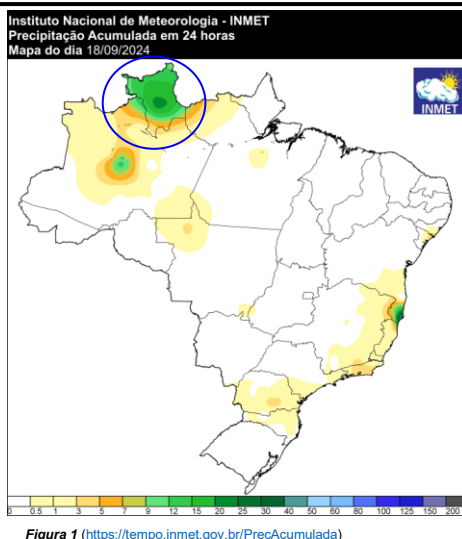 Instituto Nacional de Meteorologia - INMET
Precipitação Acumulada em 24 horas
Mapa do dia 18/09/2024
INMET
0 0.5 1 3 5 7 9 12 15 20 25 30 40 50 60 80 100 125 150 200
Figura 1 (https://tempo.inmet.gov.br/PrecAcumulada)